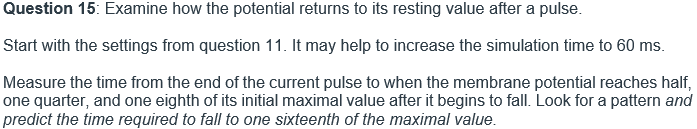 Question 15: Examine how the potential returns to its resting value after a pulse.
Start with the settings from question 11. It may help to increase the simulation time to 60 ms.
Measure the time from the end of the current pulse to when the membrane potential reaches half,
one quarter, and one eighth of its initial maximal value after it begins to fall. Look for a pattern and
predict the time required to fall to one sixteenth of the maximal value.